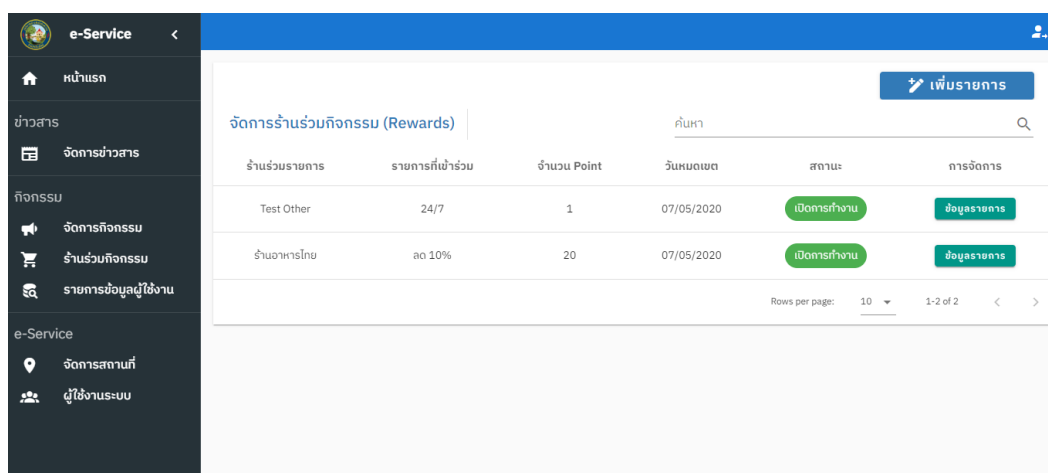 e-Service
หน้าแรก
ข่าวสาร
จัดการข่าวสาร
กิจกรรม
จัดการกิจกรรม
ร้านร่วมกิจกรรม
รายการข้อมูลผู้ใช้งาน
e-Service
จัดการสถานที่
ผู้ใช้งานระบบ
เพิ่มรายการ
จัดการร้านร่วมกิจกรรม (Rewards) ค้นหา
ร้านร่วมรายการ รายการที่เข้าร่วม จำนวน Point วันหมดเขต สถานะ การจัดการ
Test Other 24/7 1 07/05/2020 เปิดการทำงาน ข้อมูลรายการ
ร้านอาหารไทย ลด 10% 20 07/05/2020 เปิดการทำงาน ข้อมูลรายการ
Rows per page: 10 1-2 of 2